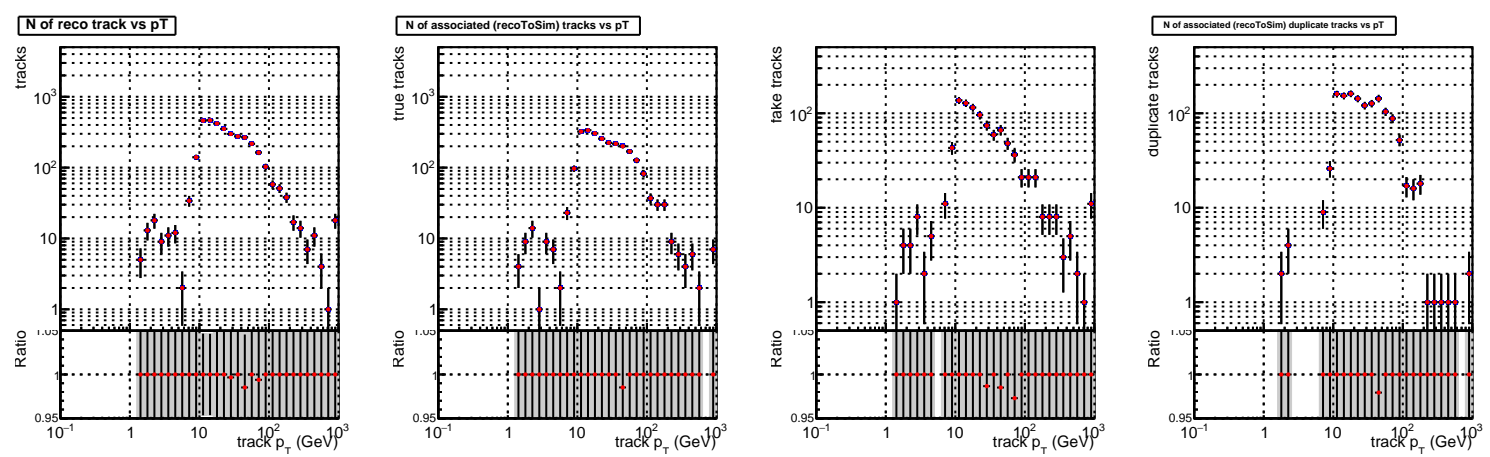 N of reco track vs pT
tracks
10³
10²
10
1
Ratio
1.05
1
0.95
10⁻¹ 1 10 10² 10³
track p_T (GeV)
N of associated (recoToSim) tracks vs pT
true tracks
10³
10²
10
1
Ratio
1.05
1
0.95
10⁻¹ 1 10 10² 10³
track p_T (GeV)
fake tracks
10²
10
1
Ratio
1.05
1
0.95
10⁻¹ 1 10 10² 10³
track p_T (GeV)
N of associated (recoToSim) duplicate tracks vs pT
duplicate tracks
10²
10
1
Ratio
1.05
1
0.95
10⁻¹ 1 10 10² 10³
track p_T (GeV)